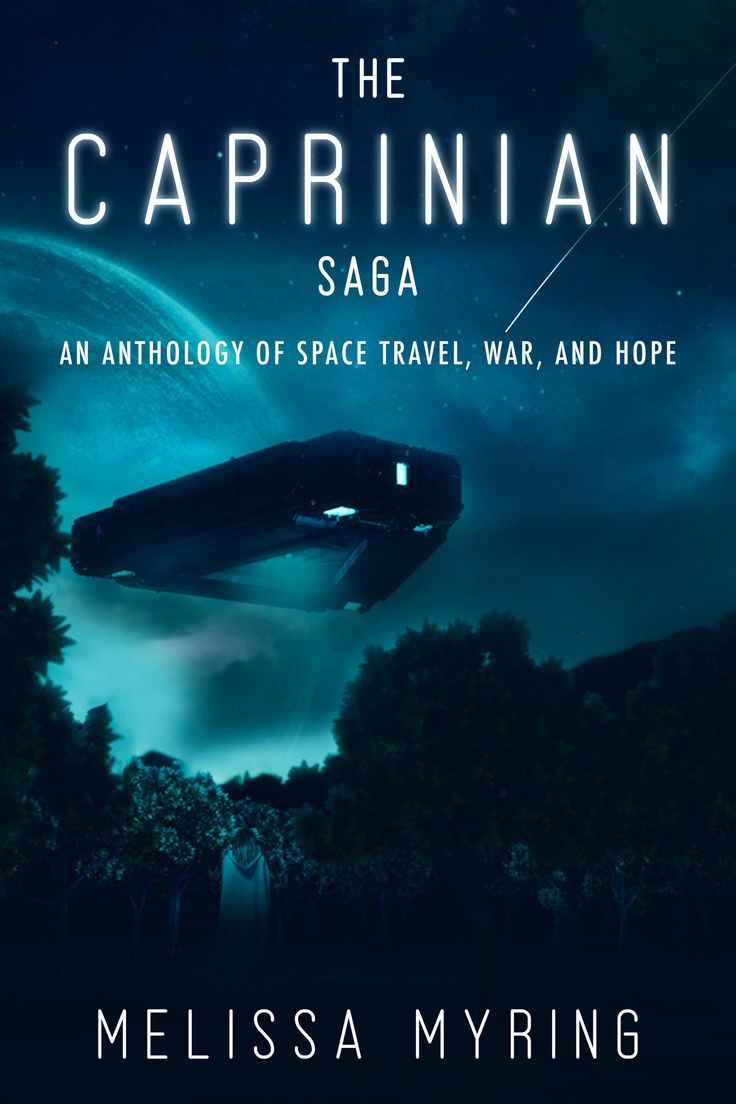 THE
CAPRINIAN
SAGA
AN ANTHOLOGY OF SPACE TRAVEL, WAR, AND HOPE
MELISSA MYRING